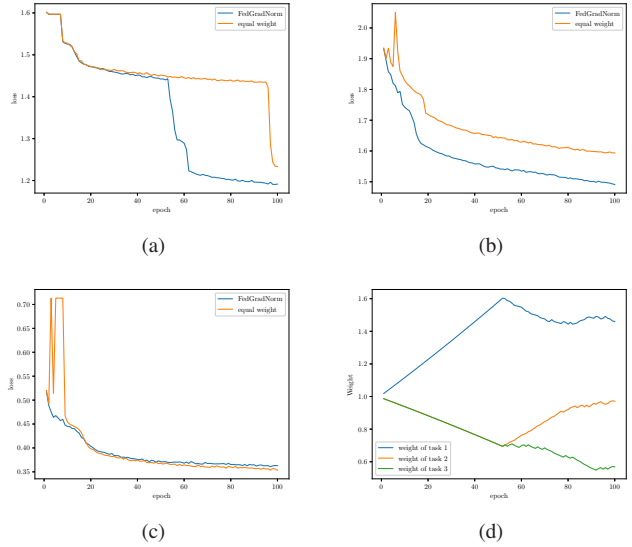 FedGradNorm
equal weight
1.6
1.5
1.4
1.3
1.2
loss
0
20
40
60
80
100
epoch
(a)
FedGradNorm
equal weight
2.0
1.9
1.8
1.7
1.6
1.5
loss
0
20
40
60
80
100
epoch
(b)
FedGradNorm
equal weight
0.70
0.65
0.60
0.55
0.50
0.45
0.40
0.35
loss
0
20
40
60
80
100
epoch
(c)
1.6
1.4
1.2
1.0
0.8
0.6
Weight
weight of task 1
weight of task 2
weight of task 3
0
20
40
60
80
100
epoch
(d)